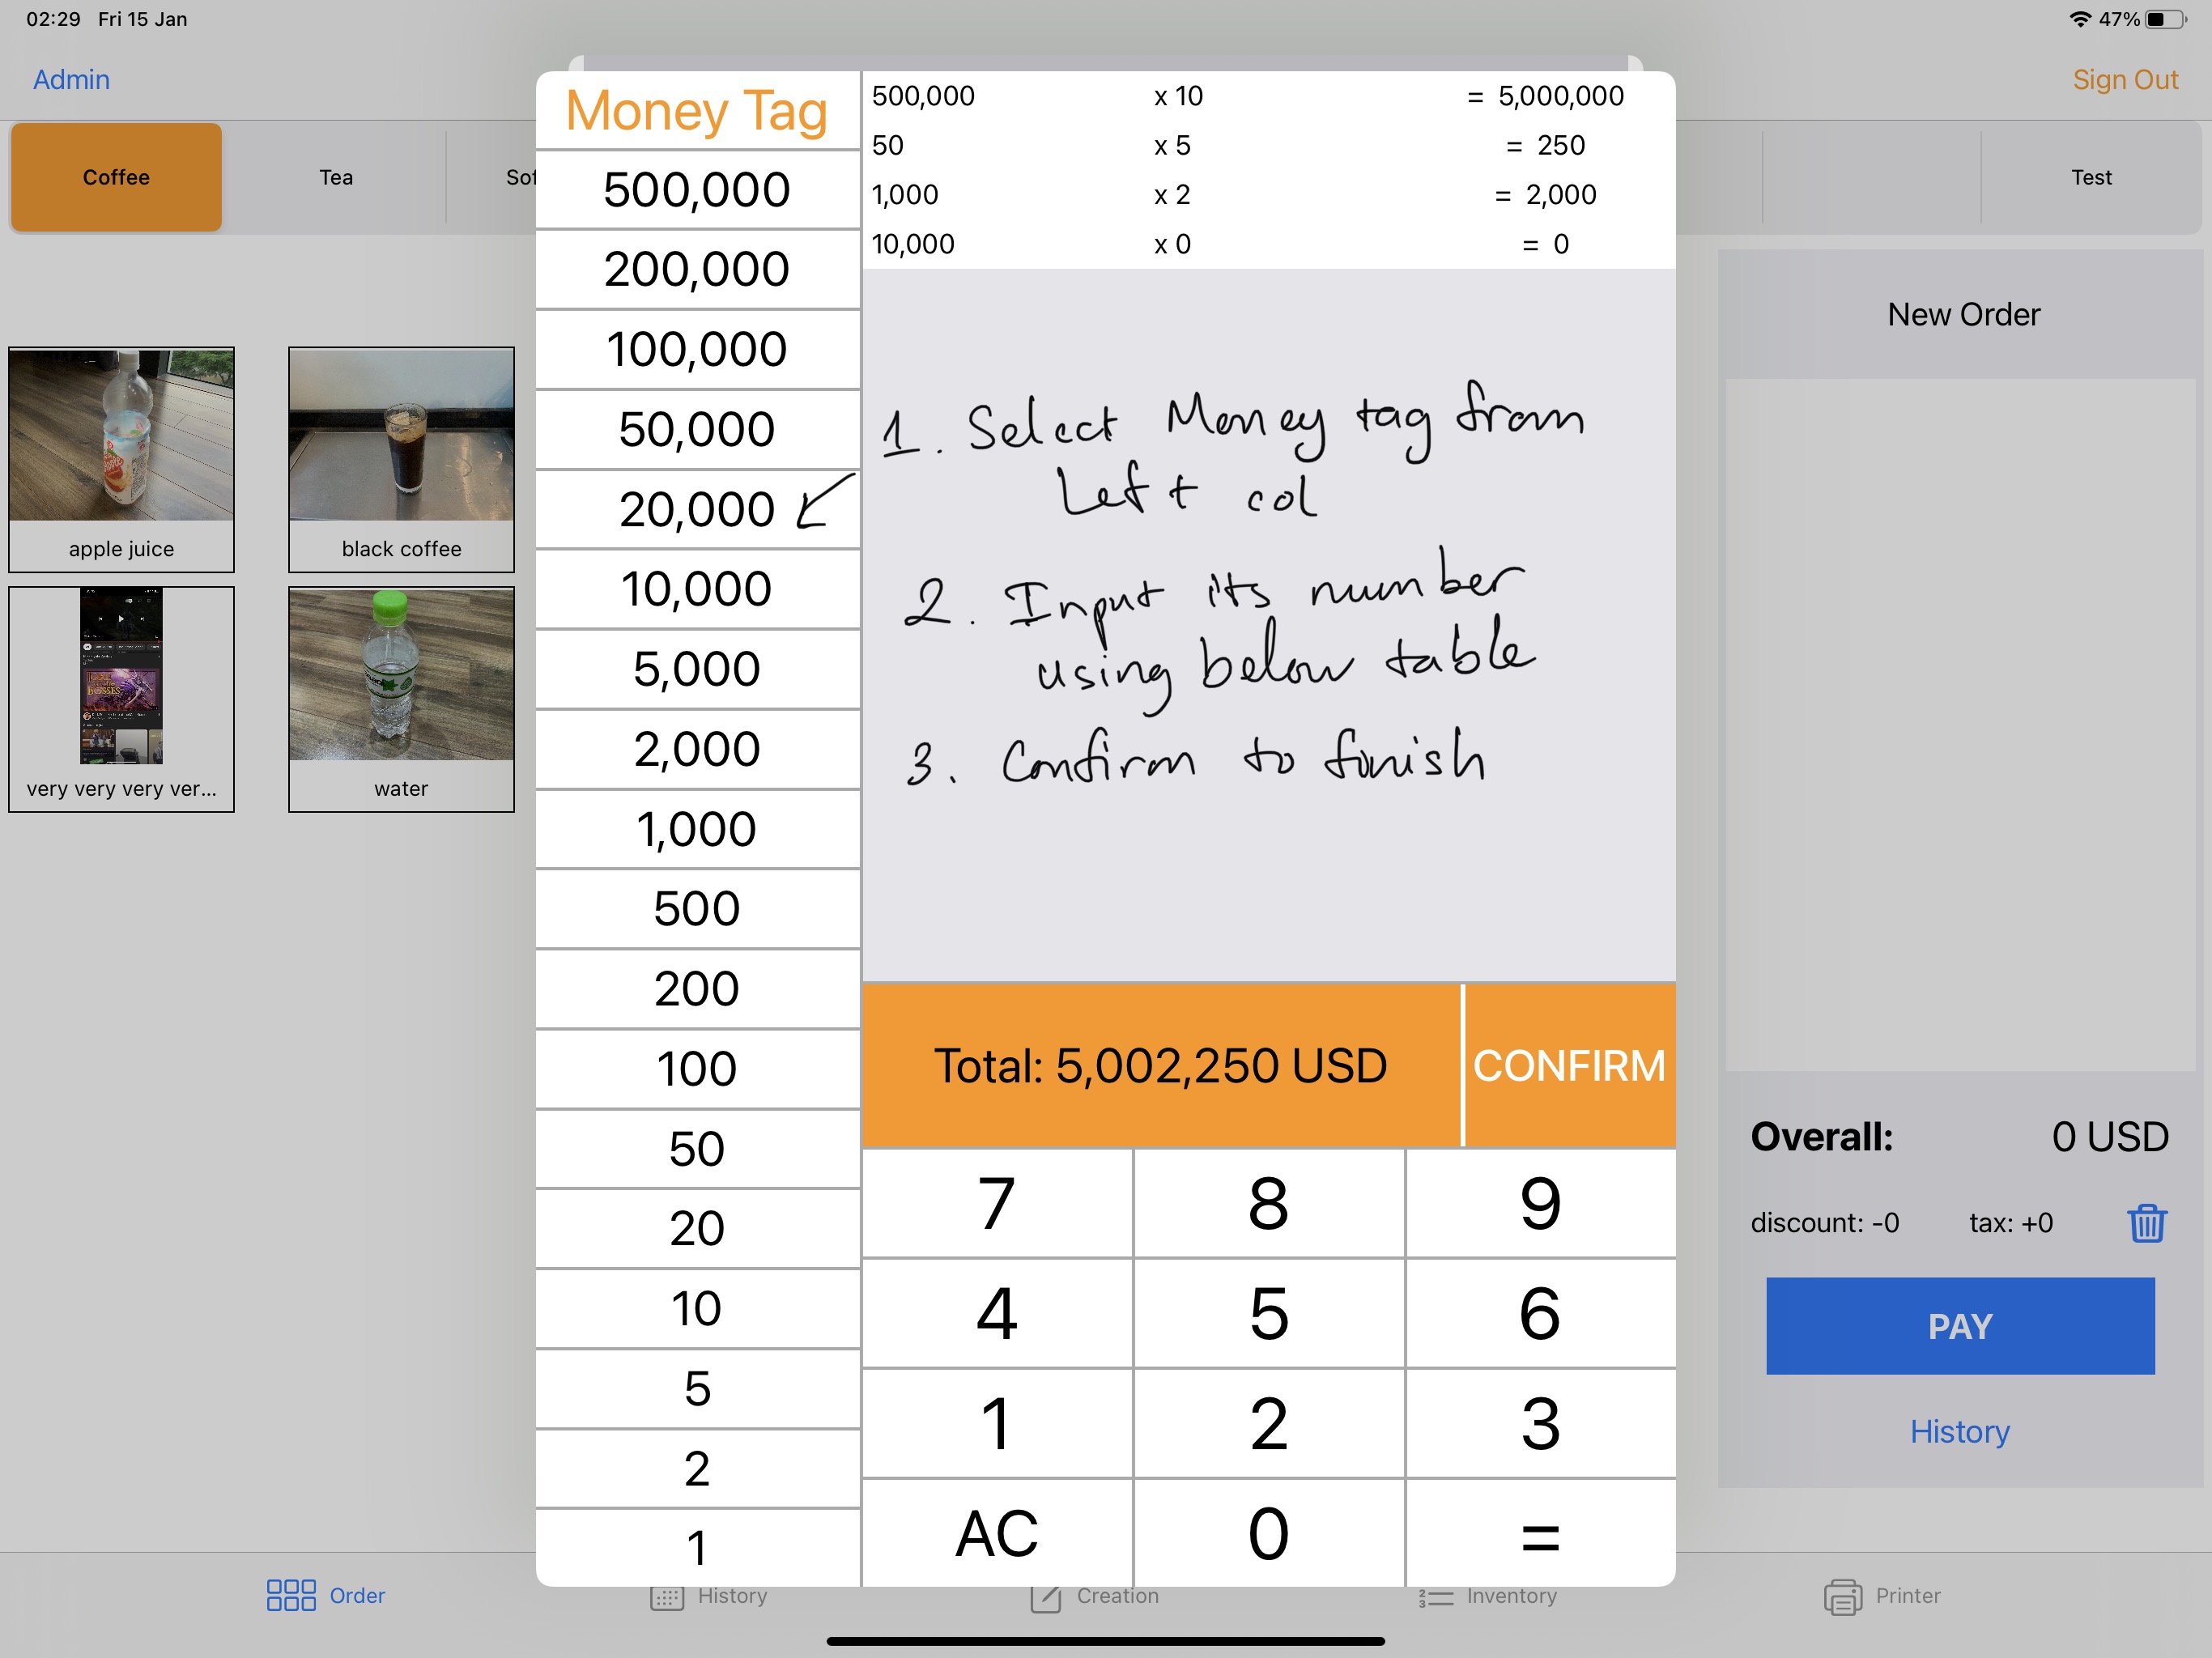 02:29 Fri 15 Jan
47%
Admin
Sign Out
Coffee
Tea
Test
apple juice
black coffee
very very very ver...
water
Money Tag
500,000
200,000
100,000
50,000
20,000
10,000
5,000
2,000
1,000
500
200
100
50
20
10
5
2
1
500,000 x 10 = 5,000,000
50 x 5 = 250
1,000 x 2 = 2,000
10,000 x 0 = 0
1. Select Money tag from
Left col
2. Input its number
using below table
3. Confirm to finish
Total: 5,002,250 USD
CONFIRM
7 8 9
4 5 6
1 2 3
AC 0 =
New Order
Overall: 0 USD
discount: -0 tax: +0
PAY
History
Order
History
Creation
Inventory
Printer